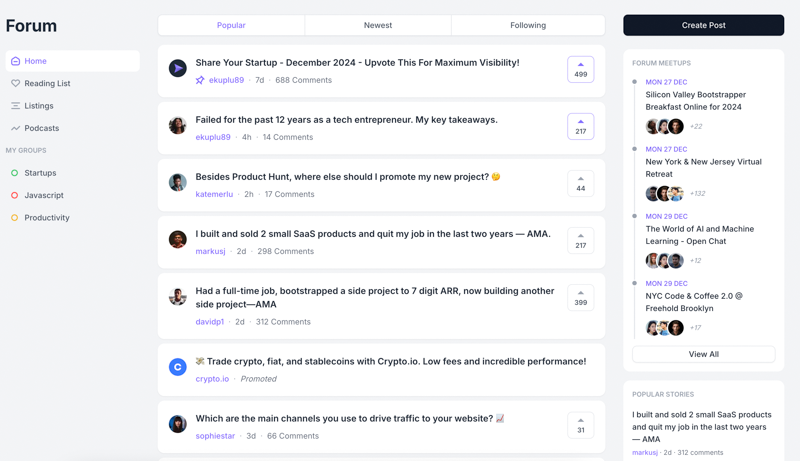 Forum
Home
Reading List
Listings
Podcasts
MY GROUPS
Startups
Javascript
Productivity
Popular
Newest
Following
Share Your Startup - December 2024 - Upvote This For Maximum Visibility!
ekuplu89 · 7d · 688 Comments
499
Failed for the past 12 years as a tech entrepreneur. My key takeaways.
ekuplu89 · 4h · 14 Comments
217
Besides Product Hunt, where else should I promote my new project? 🤔
katemerlu · 2h · 17 Comments
44
I built and sold 2 small SaaS products and quit my job in the last two years — AMA.
markusj · 2d · 298 Comments
217
Had a full-time job, bootstrapped a side project to 7 digit ARR, now building another
side project—AMA
davidp1 · 2d · 312 Comments
399
C
💸 Trade crypto, fiat, and stablecoins with Crypto.io. Low fees and incredible performance!
crypto.io · Promoted
Which are the main channels you use to drive traffic to your website? 📈
sophiestar · 3d · 66 Comments
31
Create Post
FORUM MEETUPS
MON 27 DEC
Silicon Valley Bootstrapper
Breakfast Online for 2024
+22
MON 27 DEC
New York & New Jersey Virtual
Retreat
+132
MON 29 DEC
The World of AI and Machine
Learning - Open Chat
+12
MON 29 DEC
NYC Code & Coffee 2.0 @
Freehold Brooklyn
+17
View All
POPULAR STORIES
I built and sold 2 small SaaS products
and quit my job in the last two years
— AMA
markusj · 2d · 312 comments